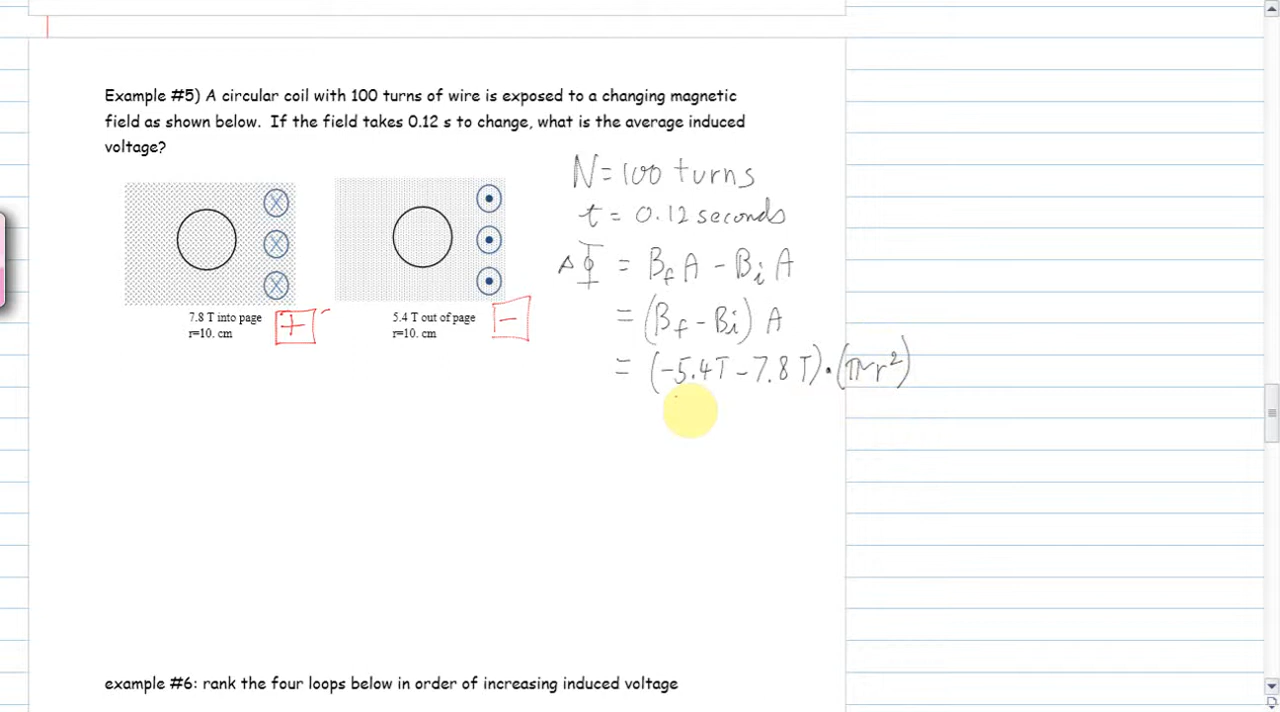 Example #5) A circular coil with 100 turns of wire is exposed to a changing magnetic
field as shown below. If the field takes 0.12 s to change, what is the average induced
voltage?
N = 100 turns
t = 0.12 seconds
ΔΦ = B_f A - B_i A
= (B_f - B_i) A
= (-5.4T - 7.8T) · (πr²)
7.8 T into page
r=10. cm
+
5.4 T out of page
r=10. cm
-
example #6: rank the four loops below in order of increasing induced voltage